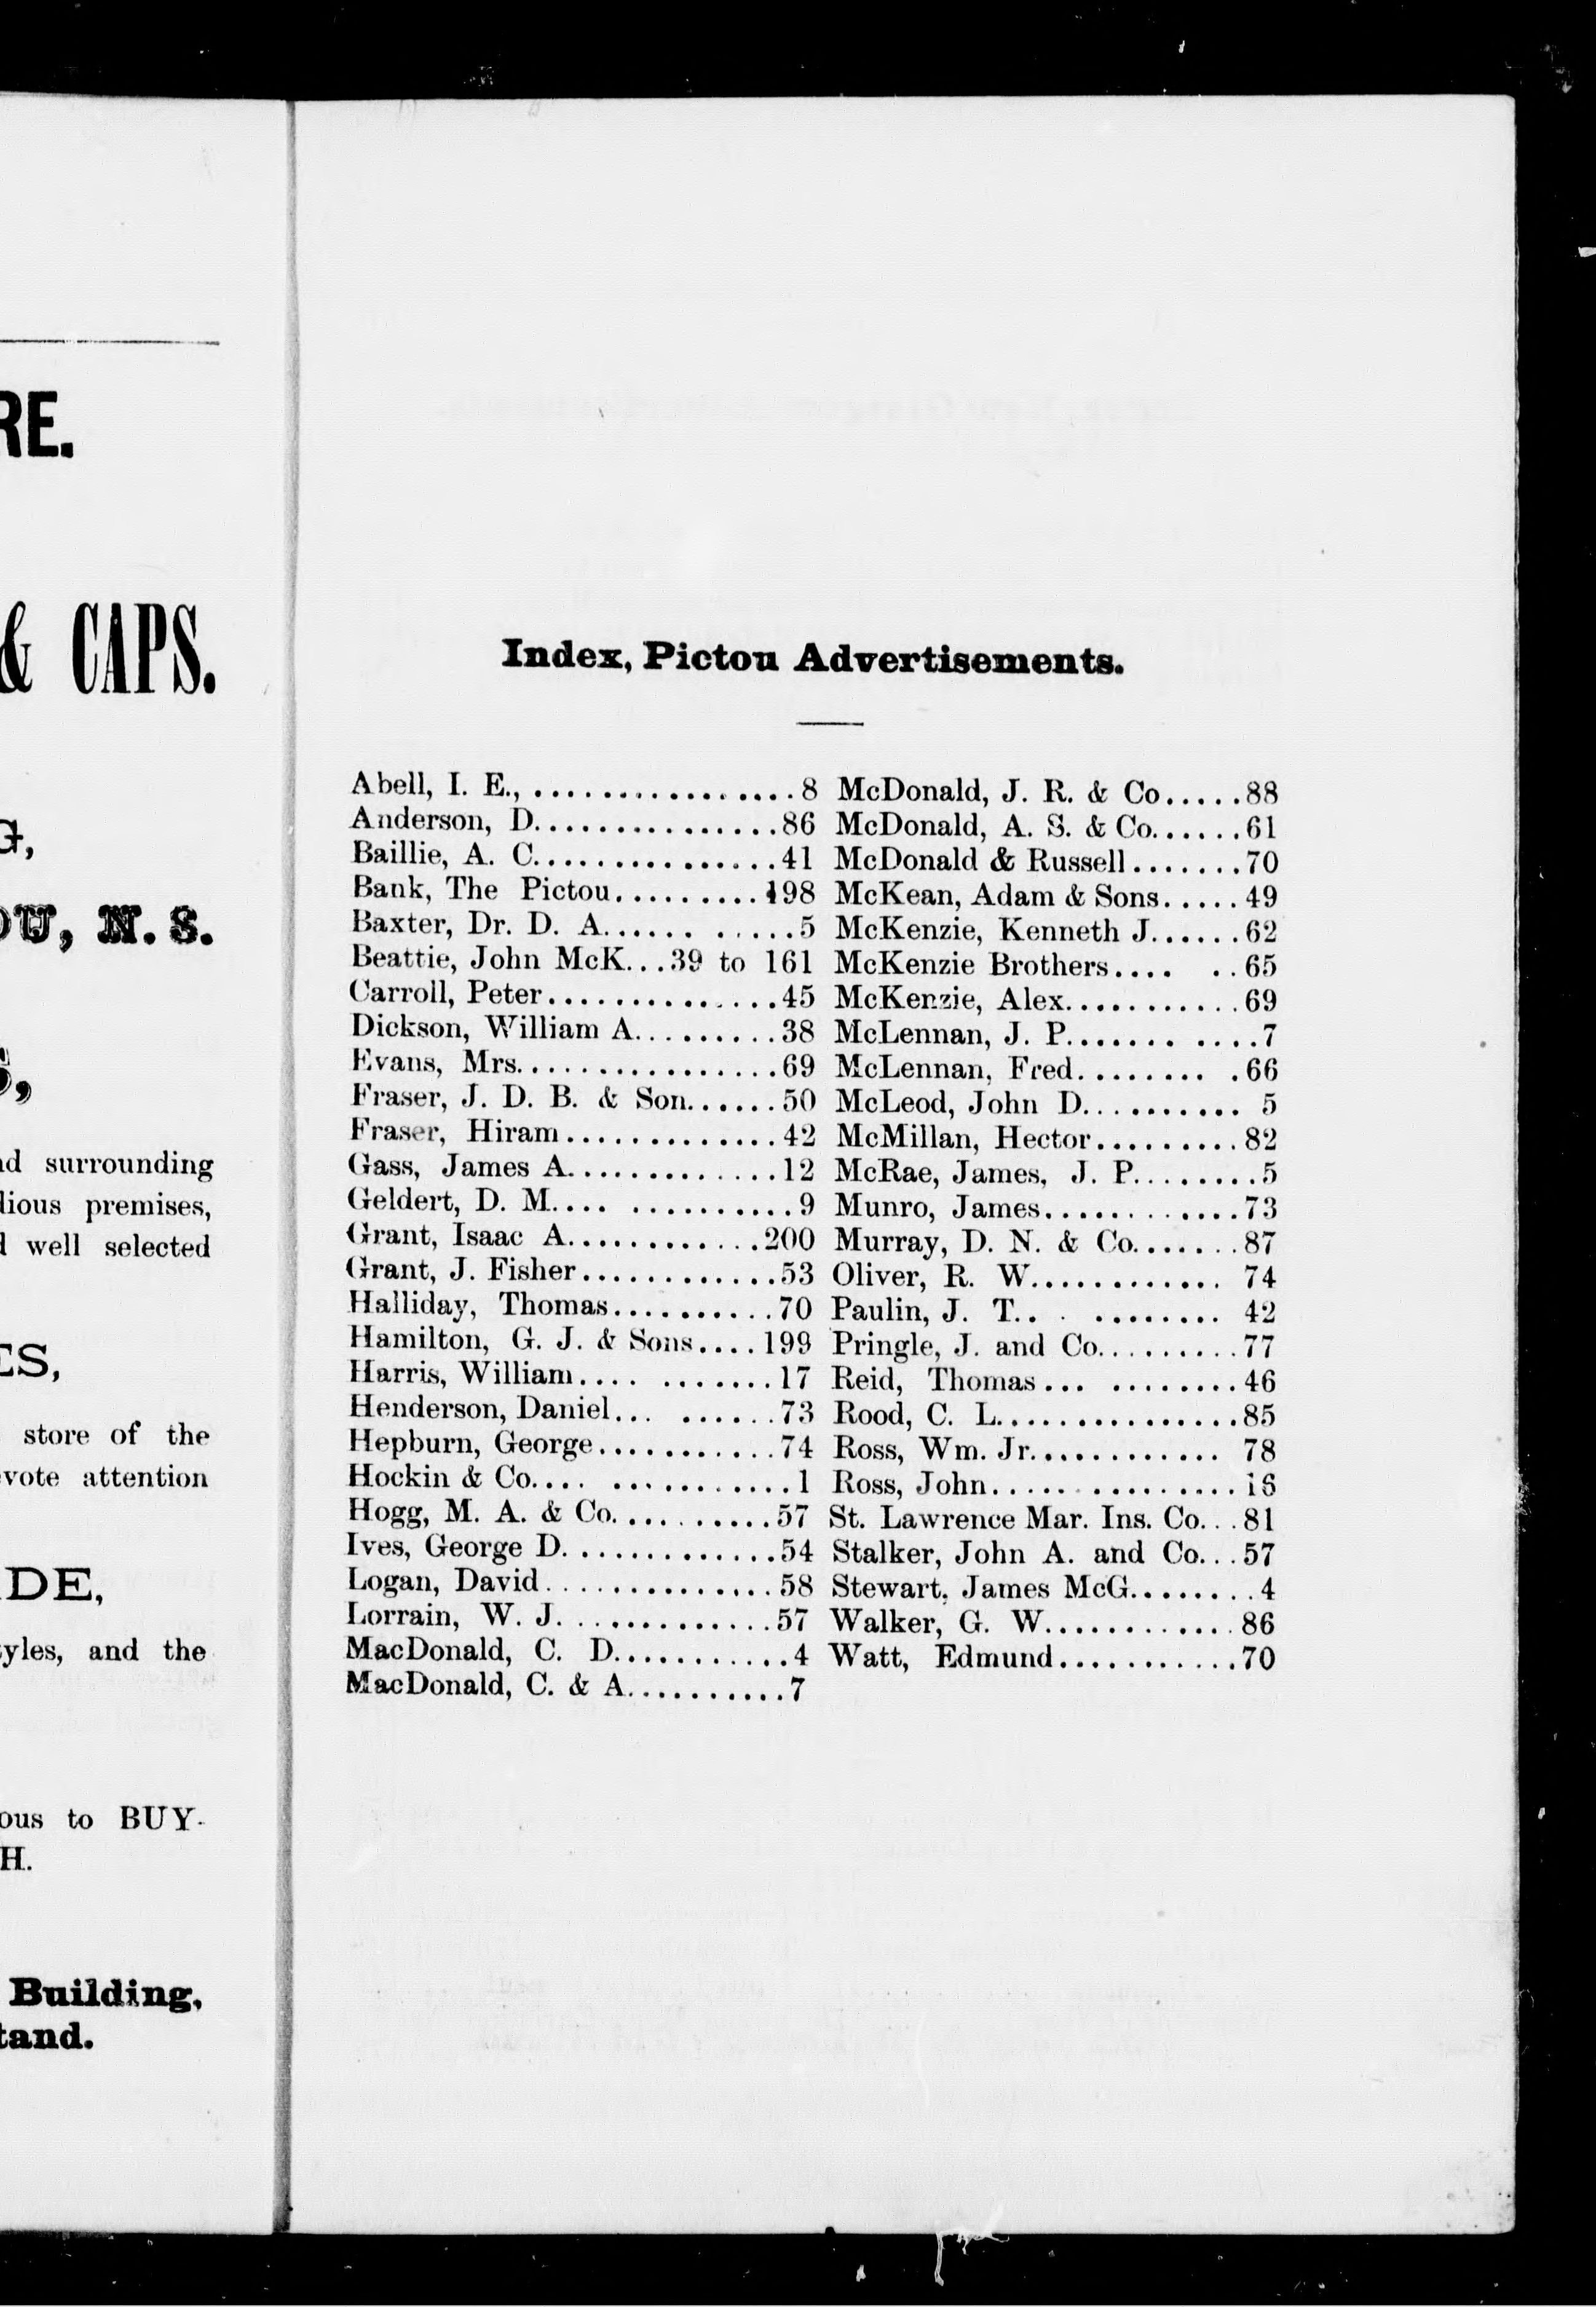 RE.
& CAPS.
G,
OU, N. S.
S,
surrounding
premises,
well selected
ES,
store of the
attention
DE,
and the
to BUY-
H.
Building,
Index, Pictou Advertisements.
Abell, I. E., .................8
Anderson, D................86
Baillie, A. C................41
Bank, The Pictou..........198
Baxter, Dr. D. A...... .....5
Beattie, John McK...39 to 161
Carroll, Peter..............45
Dickson, William A..........38
Evans, Mrs.................69
Fraser, J. D. B. & Son......50
Fraser, Hiram.............42
Gass, James A..............12
Geldert, D. M.... ..........9
Grant, Isaac A.............200
Grant, J. Fisher............53
Halliday, Thomas..........70
Hamilton, G. J. & Sons....199
Harris, William.... .......17
Henderson, Daniel... ......73
Hepburn, George...........74
Hockin & Co.... ...........1
Hogg, M. A. & Co..........57
Ives, George D..............54
Logan, David..............58
Lorrain, W. J..............57
MacDonald, C. D...........4
MacDonald, C. & A..........7
McDonald, J. R. & Co.....88
McDonald, A. S. & Co......61
McDonald & Russell.......70
McKean, Adam & Sons.....49
McKenzie, Kenneth J......62
McKenzie Brothers.... ..65
McKenzie, Alex...........69
McLennan, J. P....... ....7
McLennan, Fred........ .66
McLeod, John D.......... 5
McMillan, Hector.........82
McRae, James, J. P........5
Munro, James.............73
Murray, D. N. & Co.......87
Oliver, R. W............ 74
Paulin, J. T.. . ........ 42
Pringle, J. and Co.........77
Reid, Thomas... ........46
Rood, C. L...............85
Ross, Wm. Jr............ 78
Ross, John................
St. Lawrence Mar. Ins. Co...81
Stalker, John A. and Co...57
Stewart, James McG........4
Walker, G. W............86
Watt, Edmund...........70